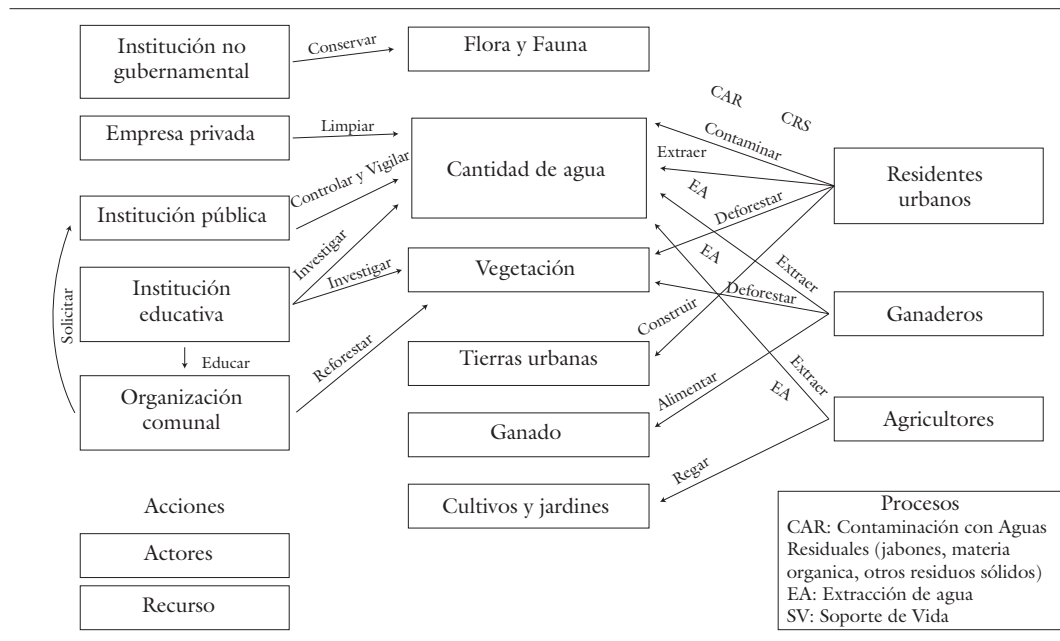 Institución no
gubernamental
Conservar
Flora y Fauna
Empresa privada
Limpiar
Cantidad de agua
CAR
CRS
Contaminar
Extraer
EA
Residentes
urbanos
Institución pública
Controlar y Vigilar
Deforestar
Investigar
Institución
educativa
Investigar
Vegetación
EA
Extraer
Deforestar
Ganaderos
Solicitar
Educar
Reforestar
Construir
Tierras urbanas
Organización
comunal
Alimentar
Extraer
EA
Ganado
Agricultores
Regar
Cultivos y jardines
Acciones
Actores
Recurso
Procesos
CAR: Contaminación con Aguas
Residuales (jabones, materia
organica, otros residuos sólidos)
EA: Extracción de agua
SV: Soporte de Vida